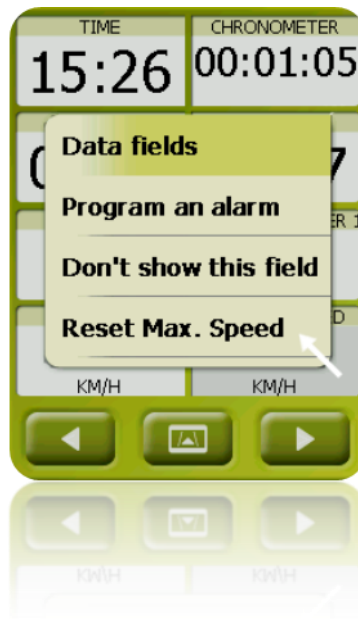 TIME
CHRONOMETER
15:26
00:01:05
Data fields
Program an alarm
Don't show this field
Reset Max. Speed
KM/H
KM/H